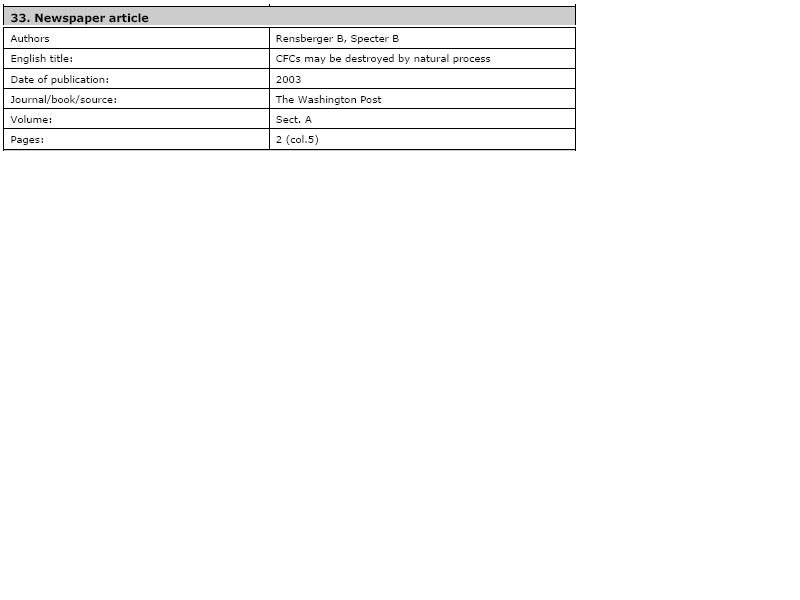 33. Newspaper article
Authors Rensberger B, Specter B
English title: CFCs may be destroyed by natural process
Date of publication: 2003
Journal/book/source: The Washington Post
Volume: Sect. A
Pages: 2 (col.5)